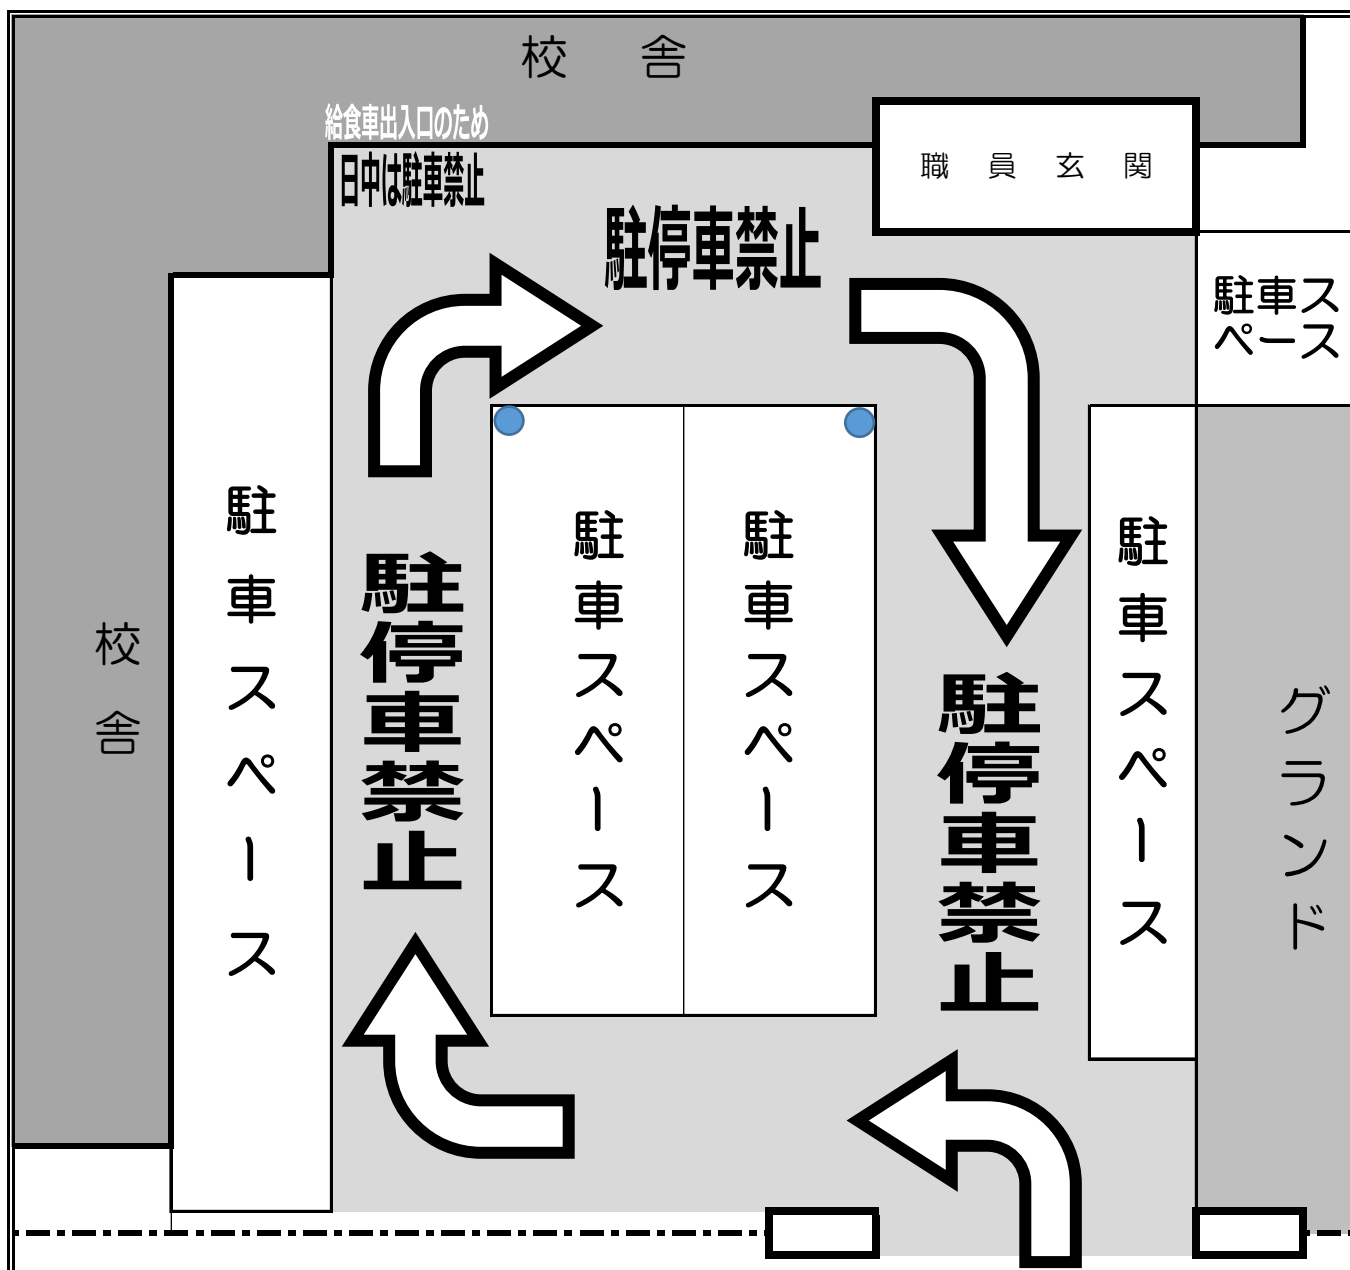 校　舎
給食車出入口のため
日中は駐車禁止
職　員　玄　関
駐停車禁止
駐車ス
ペース
駐車スペース
駐停車禁止
駐車スペース
駐車スペース
駐停車禁止
駐車スペース
校舎
グランド